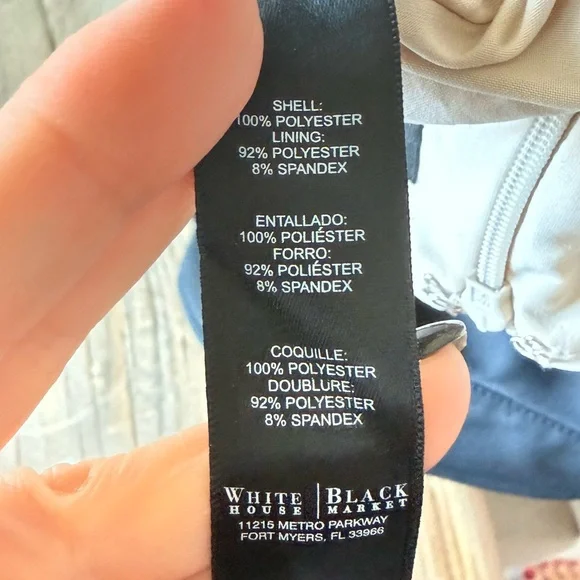 SHELL:
100% POLYESTER
LINING:
92% POLYESTER
8% SPANDEX
ENTALLADO:
100% POLIÉSTER
FORRO:
92% POLIÉSTER
8% SPANDEX
COQUILLE:
100% POLYESTER
DOUBLURE:
92% POLYESTER
8% SPANDEX
WHITE HOUSE | BLACK MARKET
11215 METRO PARKWAY
FORT MYERS, FL 33966